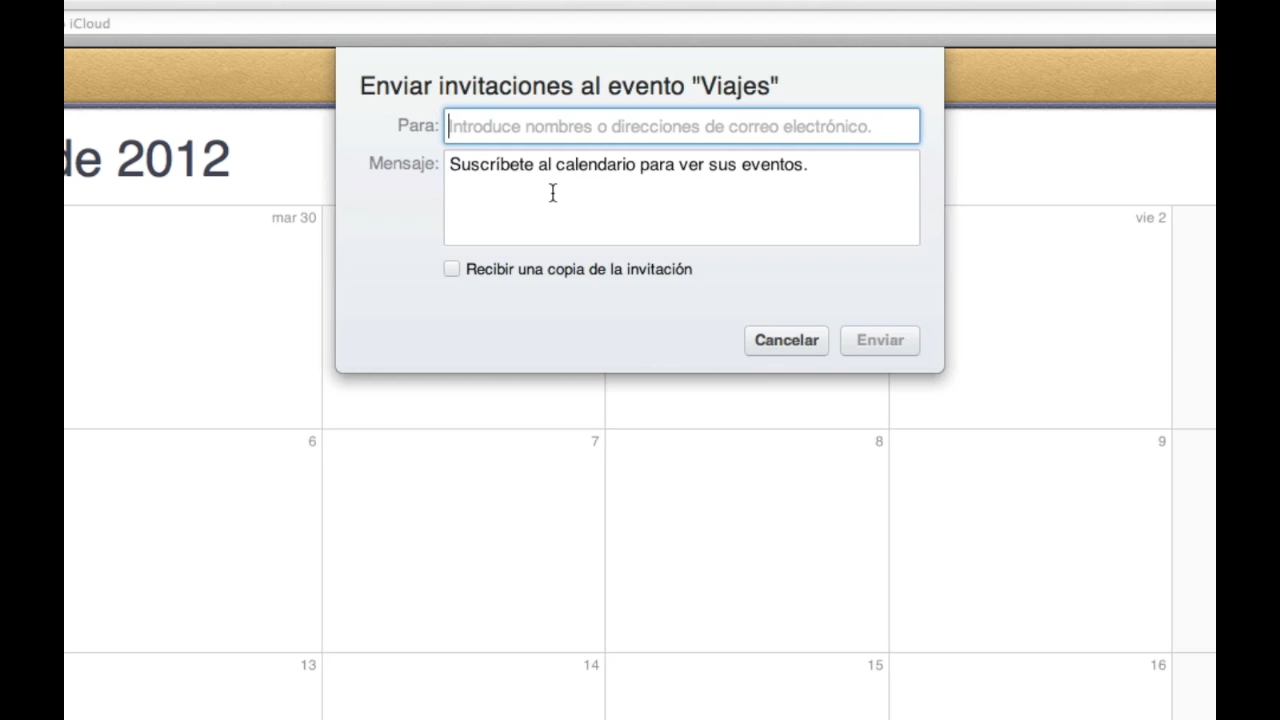 iCloud
Enviar invitaciones al evento "Viajes"
Para: Introduce nombres o direcciones de correo electrónico.
de 2012
Mensaje: Suscríbete al calendario para ver sus eventos.
mar 30
vie 2
Recibir una copia de la invitación
Cancelar Enviar
6 7 8 9
13 14 15 16